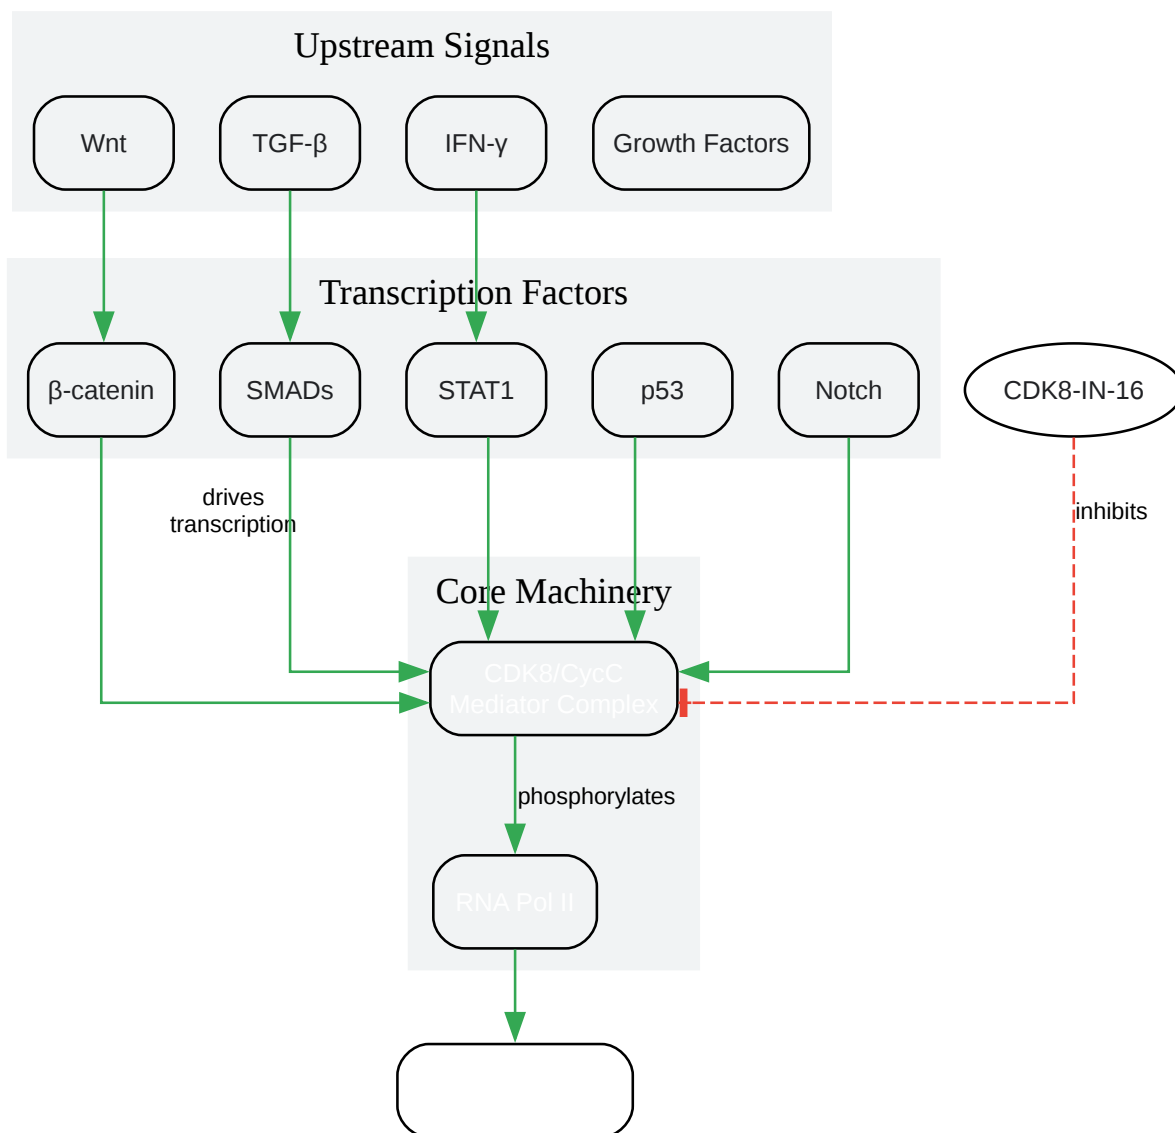 Upstream Signals
Wnt
TGF-β
IFN-γ
Growth Factors
Transcription Factors
β-catenin
SMADs
STAT1
p53
Notch
CDK8-IN-16
drives
transcription
inhibits
Core Machinery
CDK8/CycC
Mediator Complex
phosphorylates
RNA Pol II